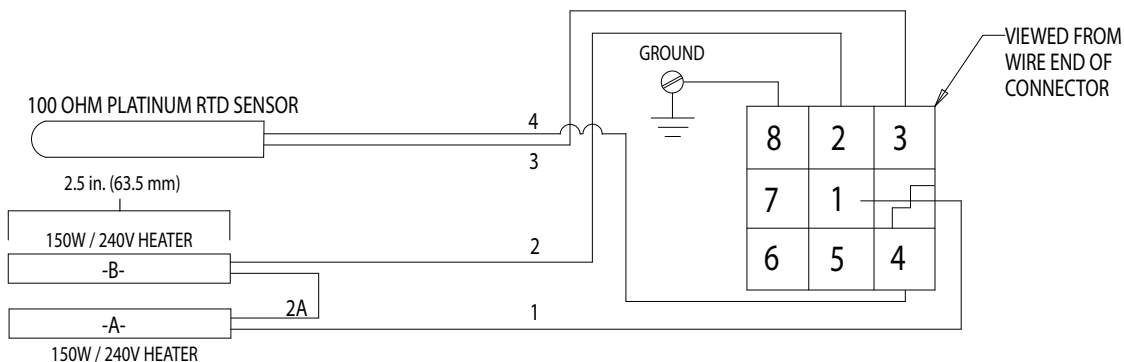 VIEWED FROM
WIRE END OF
CONNECTOR
GROUND
100 OHM PLATINUM RTD SENSOR
4
3
2.5 in. (63.5 mm)
150W / 240V HEATER
-B-
2
2A
-A-
1
150W / 240V HEATER
8 2 3
7 1
6 5 4